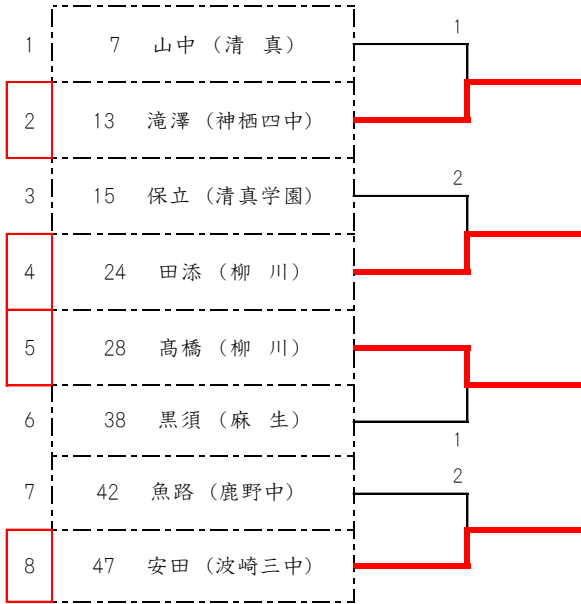 1 7 山中（清 真） 1
2 13 滝澤（神栖四中）
3 15 保立（清真学園） 2
4 24 田添（柳 川）
5 28 髙橋（柳 川）
6 38 黒須（麻 生） 1
7 42 魚路（鹿野中） 2
8 47 安田（波崎三中）